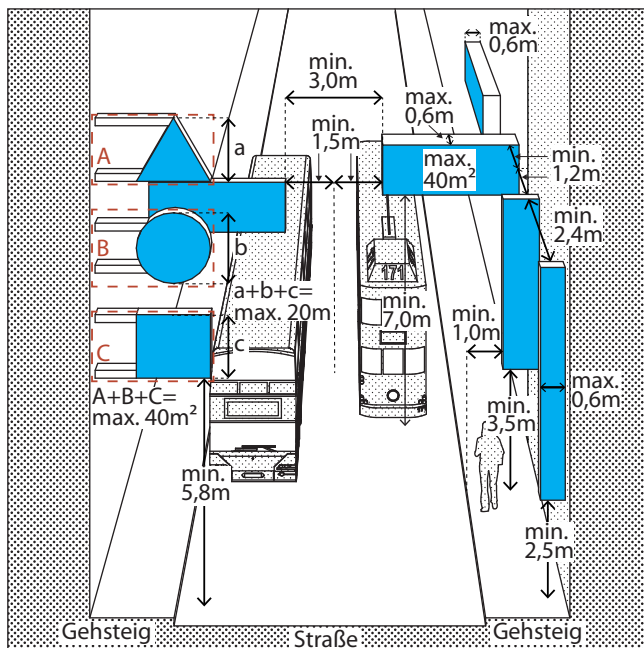 max.
0,6m
min.
3,0m
max.
0,6m
min.
1,5m
A
a
max.
40m²
min.
1,2m
min.
2,4m
B
b
171
a+b+c=
max. 20m
min.
7,0m
min.
1,0m
C
c
A+B+C=
max. 40m²
max.
0,6m
min.
3,5m
min.
5,8m
min.
2,5m
Gehsteig
Straße
Gehsteig